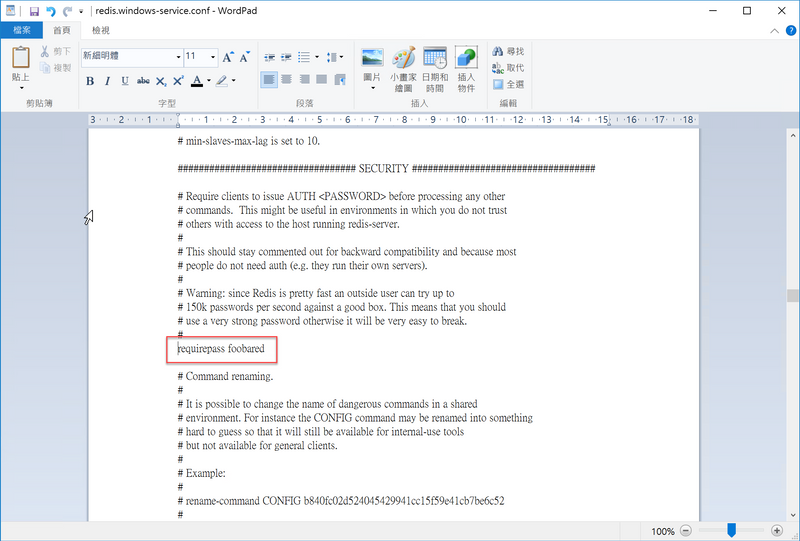 redis.windows-service.conf - WordPad
檔案 首頁 檢視
貼上 剪下 複製 剪貼簿
新細明體 11
B I U abc X₂ X² A
字型
段落
圖片 小畫家繪圖 日期和時間 插入物件
插入
尋找
取代
全選
編輯
3 2 1 1 2 3 4 5 6 7 8 9 10 11 12 13 14 15 16 17 18
# min-slaves-max-lag is set to 10.
################################ SECURITY ###################################
# Require clients to issue AUTH <PASSWORD> before processing any other
# commands.  This might be useful in environments in which you do not trust
# others with access to the host running redis-server.
#
# This should stay commented out for backward compatibility and because most
# people do not need auth (e.g. they run their own servers).
#
# Warning: since Redis is pretty fast an outside user can try up to
# 150k passwords per second against a good box. This means that you should
# use a very strong password otherwise it will be very easy to break.
#
requirepass foobared
# Command renaming.
#
# It is possible to change the name of dangerous commands in a shared
# environment. For instance the CONFIG command may be renamed into something
# hard to guess so that it will still be available for internal-use tools
# but not available for general clients.
#
# Example:
#
# rename-command CONFIG b840fc02d524045429941cc15f59e41cb7be6c52
#
100%